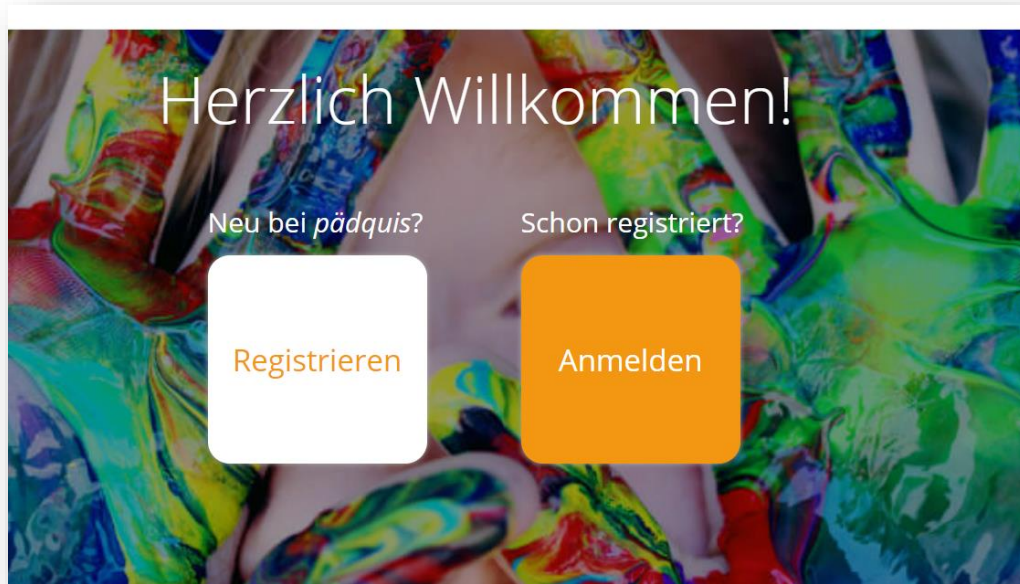 Herzlich Willkommen!
Neu bei pädquis?
Schon registriert?
Registrieren
Anmelden